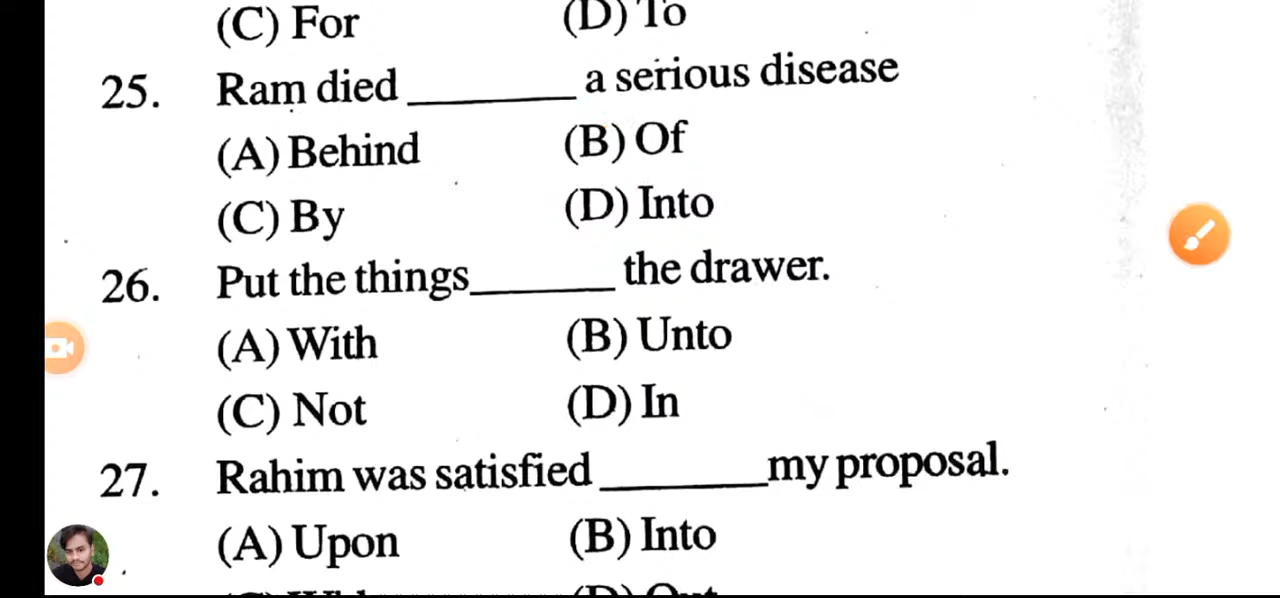 (C) For (D) To
25. Ram died ________ a serious disease
(A) Behind (B) Of
(C) By (D) Into
26. Put the things_______ the drawer.
(A) With (B) Unto
(C) Not (D) In
27. Rahim was satisfied ________my proposal.
(A) Upon (B) Into